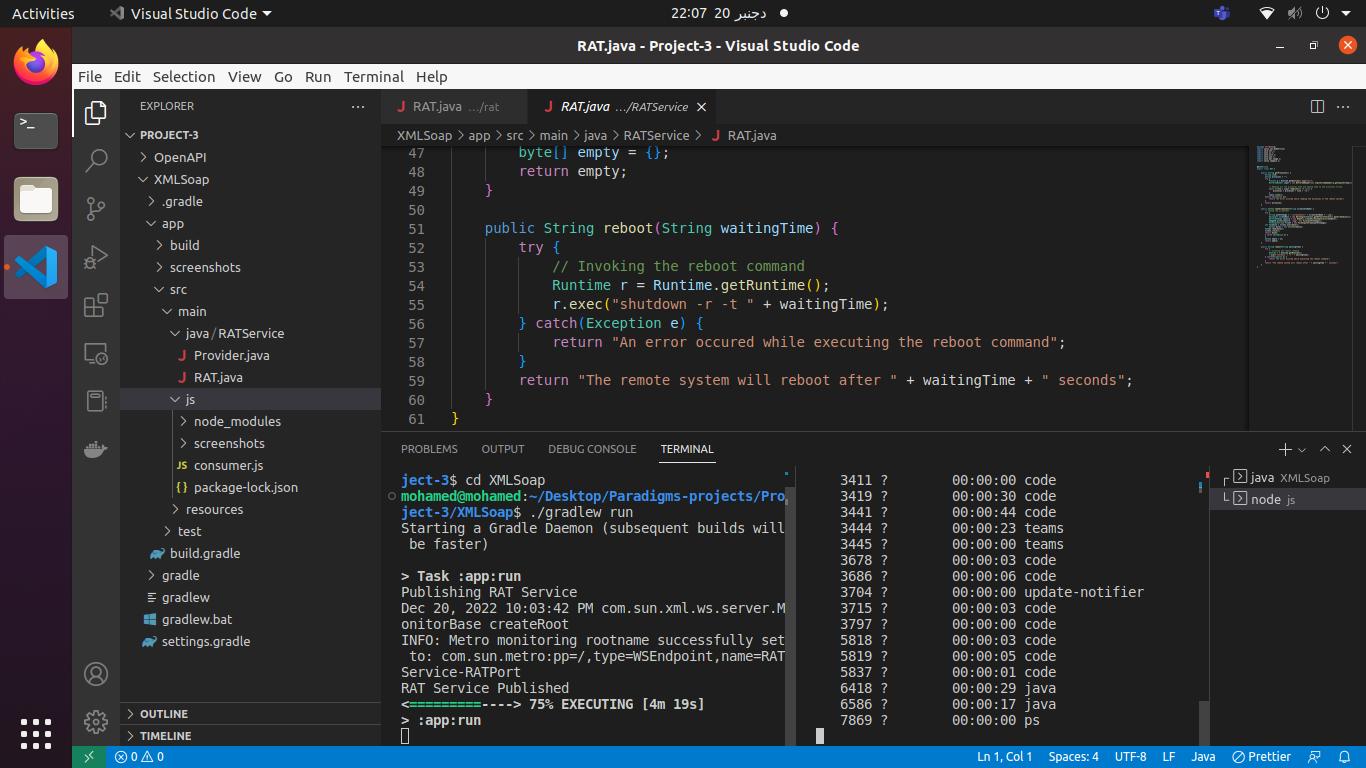 Activities
Visual Studio Code
22:07 20 دجنبر
RAT.java - Project-3 - Visual Studio Code
File Edit Selection View Go Run Terminal Help
EXPLORER
PROJECT-3
OpenAPI
XMLSoap
.gradle
app
build
screenshots
src
main
java/RATService
J Provider.java
J RAT.java
js
node_modules
screenshots
JS consumer.js
{} package-lock.json
resources
test
build.gradle
gradle
gradlew
gradlew.bat
settings.gradle
OUTLINE
TIMELINE
J RAT.java .../rat
J RAT.java .../RATService
XMLSoap > app > src > main > java > RATService > J RAT.java
47 byte[] empty = {};
48 return empty;
49 }
50
51 public String reboot(String waitingTime) {
52 try {
53 // Invoking the reboot command
54 Runtime r = Runtime.getRuntime();
55 r.exec("shutdown -r -t " + waitingTime);
56 } catch(Exception e) {
57 return "An error occured while executing the reboot command";
58 }
59 return "The remote system will reboot after " + waitingTime + " seconds";
60 }
61 }
PROBLEMS OUTPUT DEBUG CONSOLE TERMINAL
ject-3$ cd XMLSoap
mohamed@mohamed:~/Desktop/Paradigms-projects/Pro
ject-3/XMLSoap$ ./gradlew run
Starting a Gradle Daemon (subsequent builds will
be faster)
> Task :app:run
Publishing RAT Service
Dec 20, 2022 10:03:42 PM com.sun.xml.ws.server.M
onitorBase createRoot
INFO: Metro monitoring rootname successfully set
to: com.sun.metro:pp=/,type=WSEndpoint,name=RAT
Service-RATPort
RAT Service Published
<=========----> 75% EXECUTING [4m 19s]
> :app:run
3411 ? 00:00:00 code
3419 ? 00:00:30 code
3441 ? 00:00:44 code
3444 ? 00:00:23 teams
3445 ? 00:00:00 teams
3678 ? 00:00:03 code
3686 ? 00:00:06 code
3704 ? 00:00:00 update-notifier
3715 ? 00:00:03 code
3797 ? 00:00:00 code
5818 ? 00:00:03 code
5819 ? 00:00:05 code
5837 ? 00:00:01 code
6418 ? 00:00:29 java
6586 ? 00:00:17 java
7869 ? 00:00:00 ps
java XMLSoap
node js
0 0
Ln 1, Col 1
Spaces: 4
UTF-8
LF
Java
Prettier